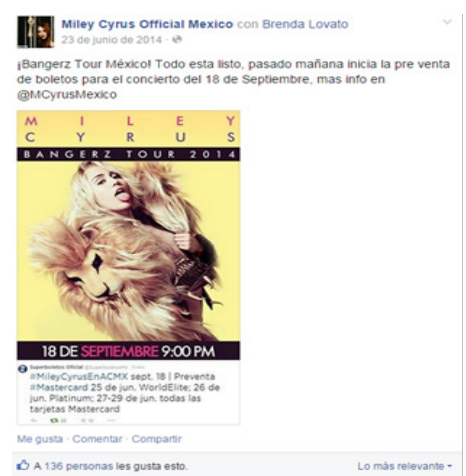 Miley Cyrus Official Mexico con Brenda Lovato
23 de junio de 2014
¡Bangerz Tour México! Todo esta listo, pasado mañana inicia la pre venta
de boletos para el concierto del 18 de Septiembre, mas info en
@MCyrusMexico
MILEY
CYRUS
BANGERZ TOUR 2014
18 DE SEPTIEMBRE 9:00 PM
Superboletos Oficial
#MileyCyrusEnACMX sept. 18 | Preventa
#Mastercard 25 de jun. WorldElite; 26 de
jun. Platinum; 27-29 de jun. todas las
tarjetas Mastercard
Me gusta · Comentar · Compartir
A 136 personas les gusta esto.
Lo más relevante